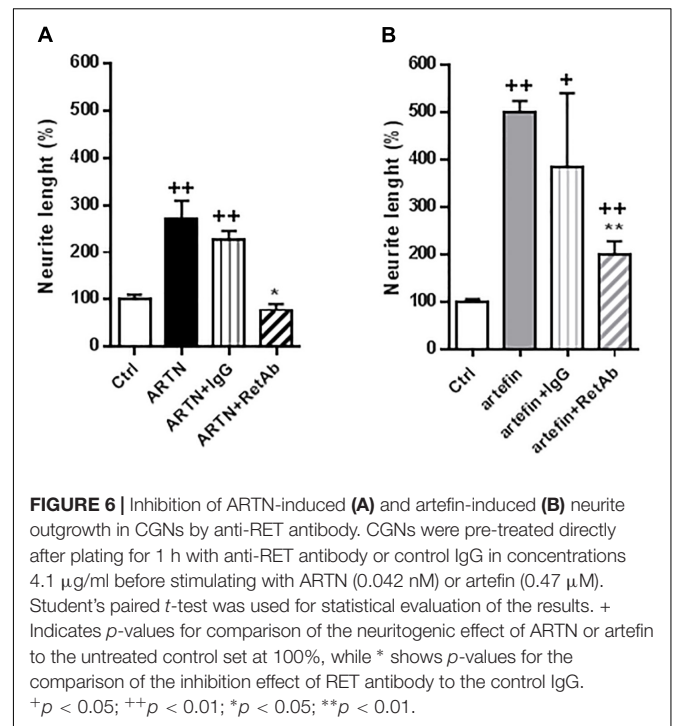 A
B
600
500
400
300
200
100
0
Neurite lenght (%)
++
++
*
Ctrl
ARTN
ARTN+IgG
ARTN+RetAb
600
500
400
300
200
100
0
Neurite lenght (%)
++
+
++
**
Ctrl
artefin
artefin+IgG
artefin+RetAb
FIGURE 6 | Inhibition of ARTN-induced (A) and artefin-induced (B) neurite
outgrowth in CGNs by anti-RET antibody. CGNs were pre-treated directly
after plating for 1 h with anti-RET antibody or control IgG in concentrations
4.1 μg/ml before stimulating with ARTN (0.042 nM) or artefin (0.47 μM).
Student’s paired t-test was used for statistical evaluation of the results. +
Indicates p-values for comparison of the neuritogenic effect of ARTN or artefin
to the untreated control set at 100%, while * shows p-values for the
comparison of the inhibition effect of RET antibody to the control IgG.
+p < 0.05; ++p < 0.01; *p < 0.05; **p < 0.01.